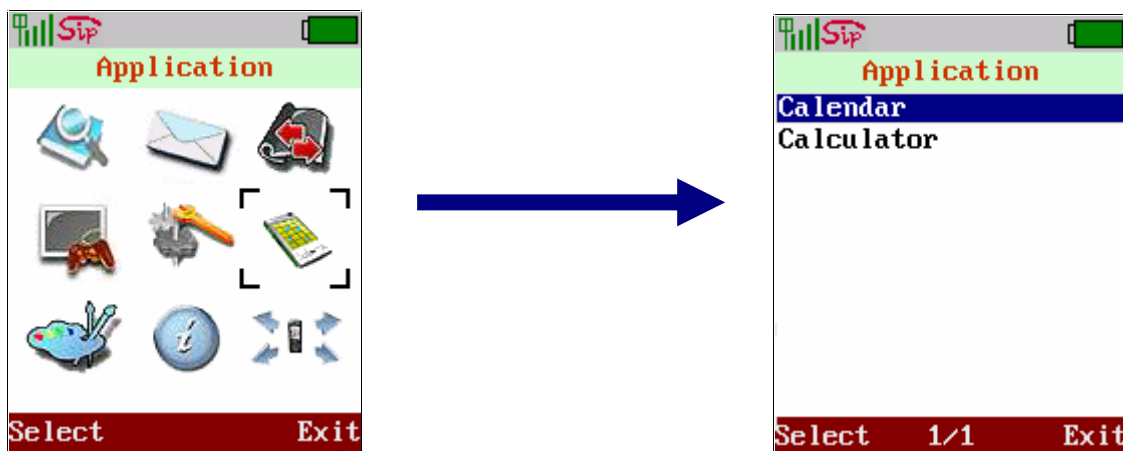 Sip
Application
Select Exit
Sip
Application
Calendar
Calculator
Select 1/1 Exit